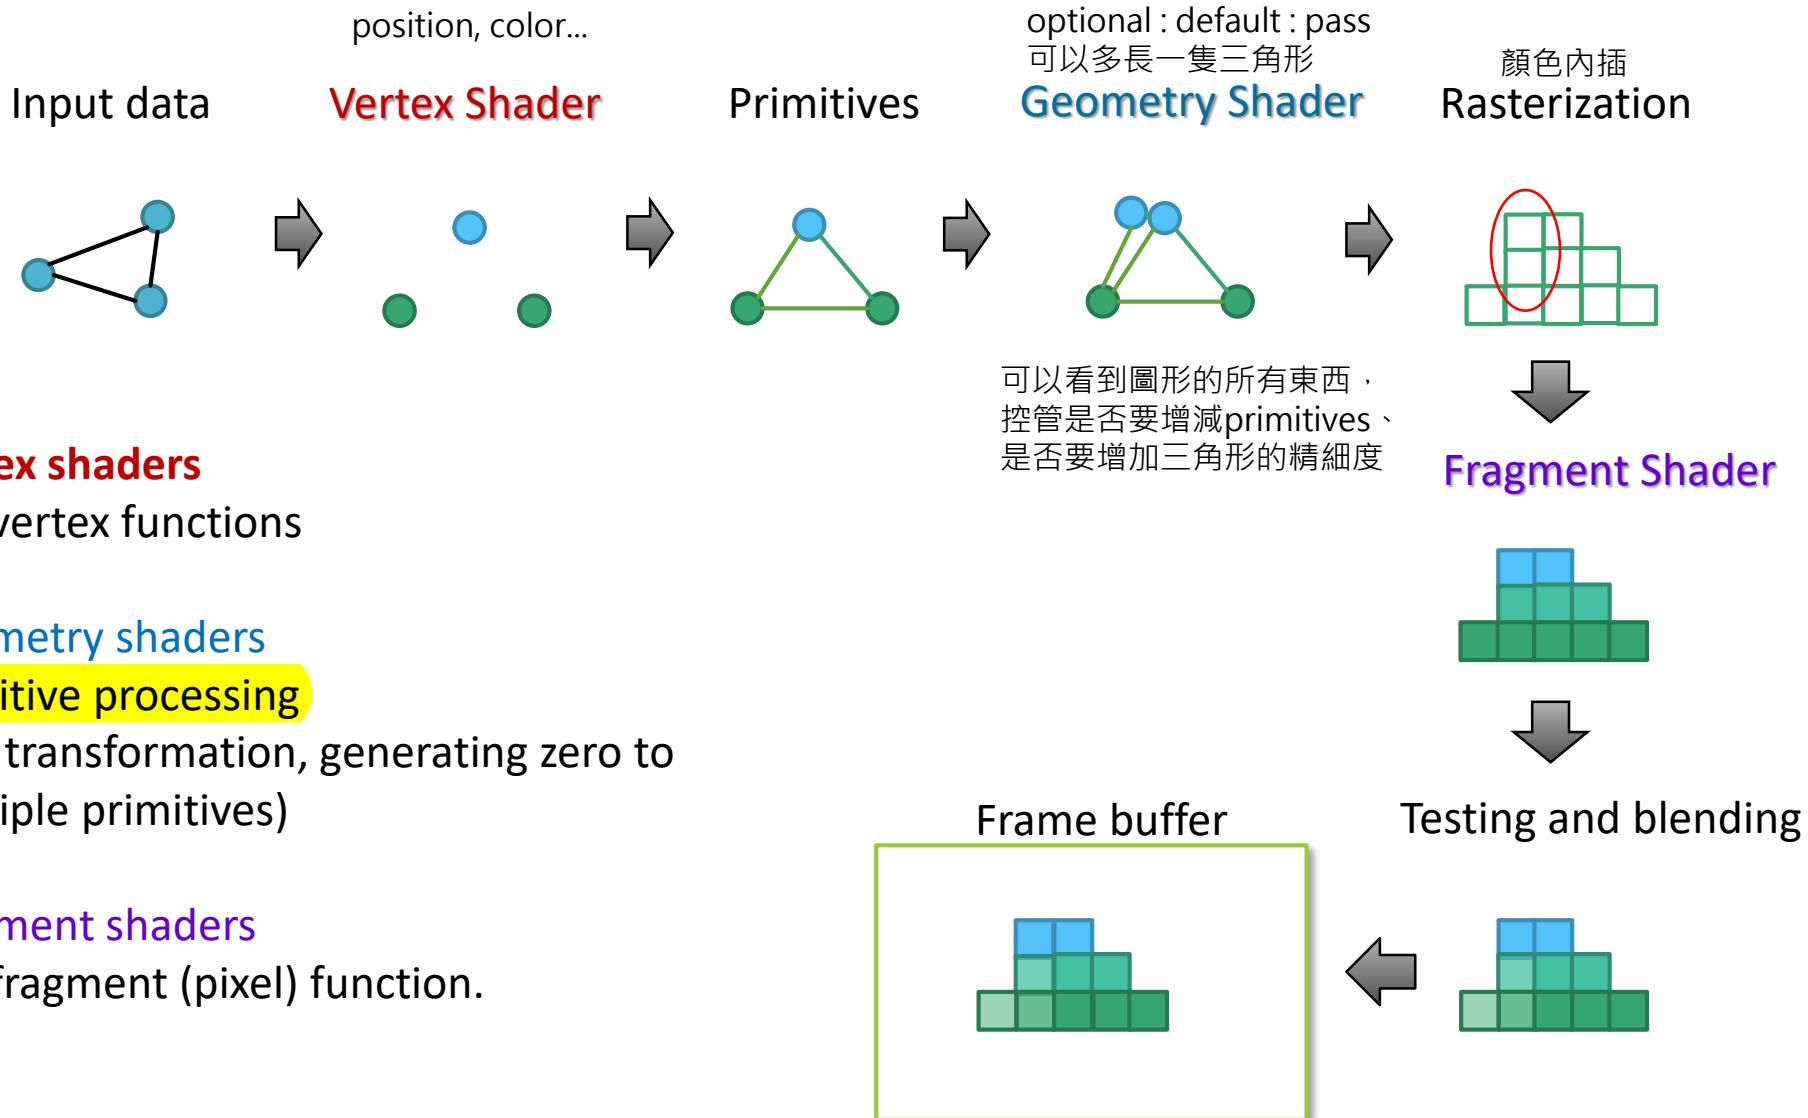 position, color...
optional : default : pass
可以多長一隻三角形
顏色內插
Input data
Vertex Shader
Primitives
Geometry Shader
Rasterization
可以看到圖形的所有東西，
控管是否要增減primitives、
是否要增加三角形的精細度
Fragment Shader
ex shaders
vertex functions
metry shaders
itive processing
transformation, generating zero to
iple primitives)
ment shaders
fragment (pixel) function.
Frame buffer
Testing and blending